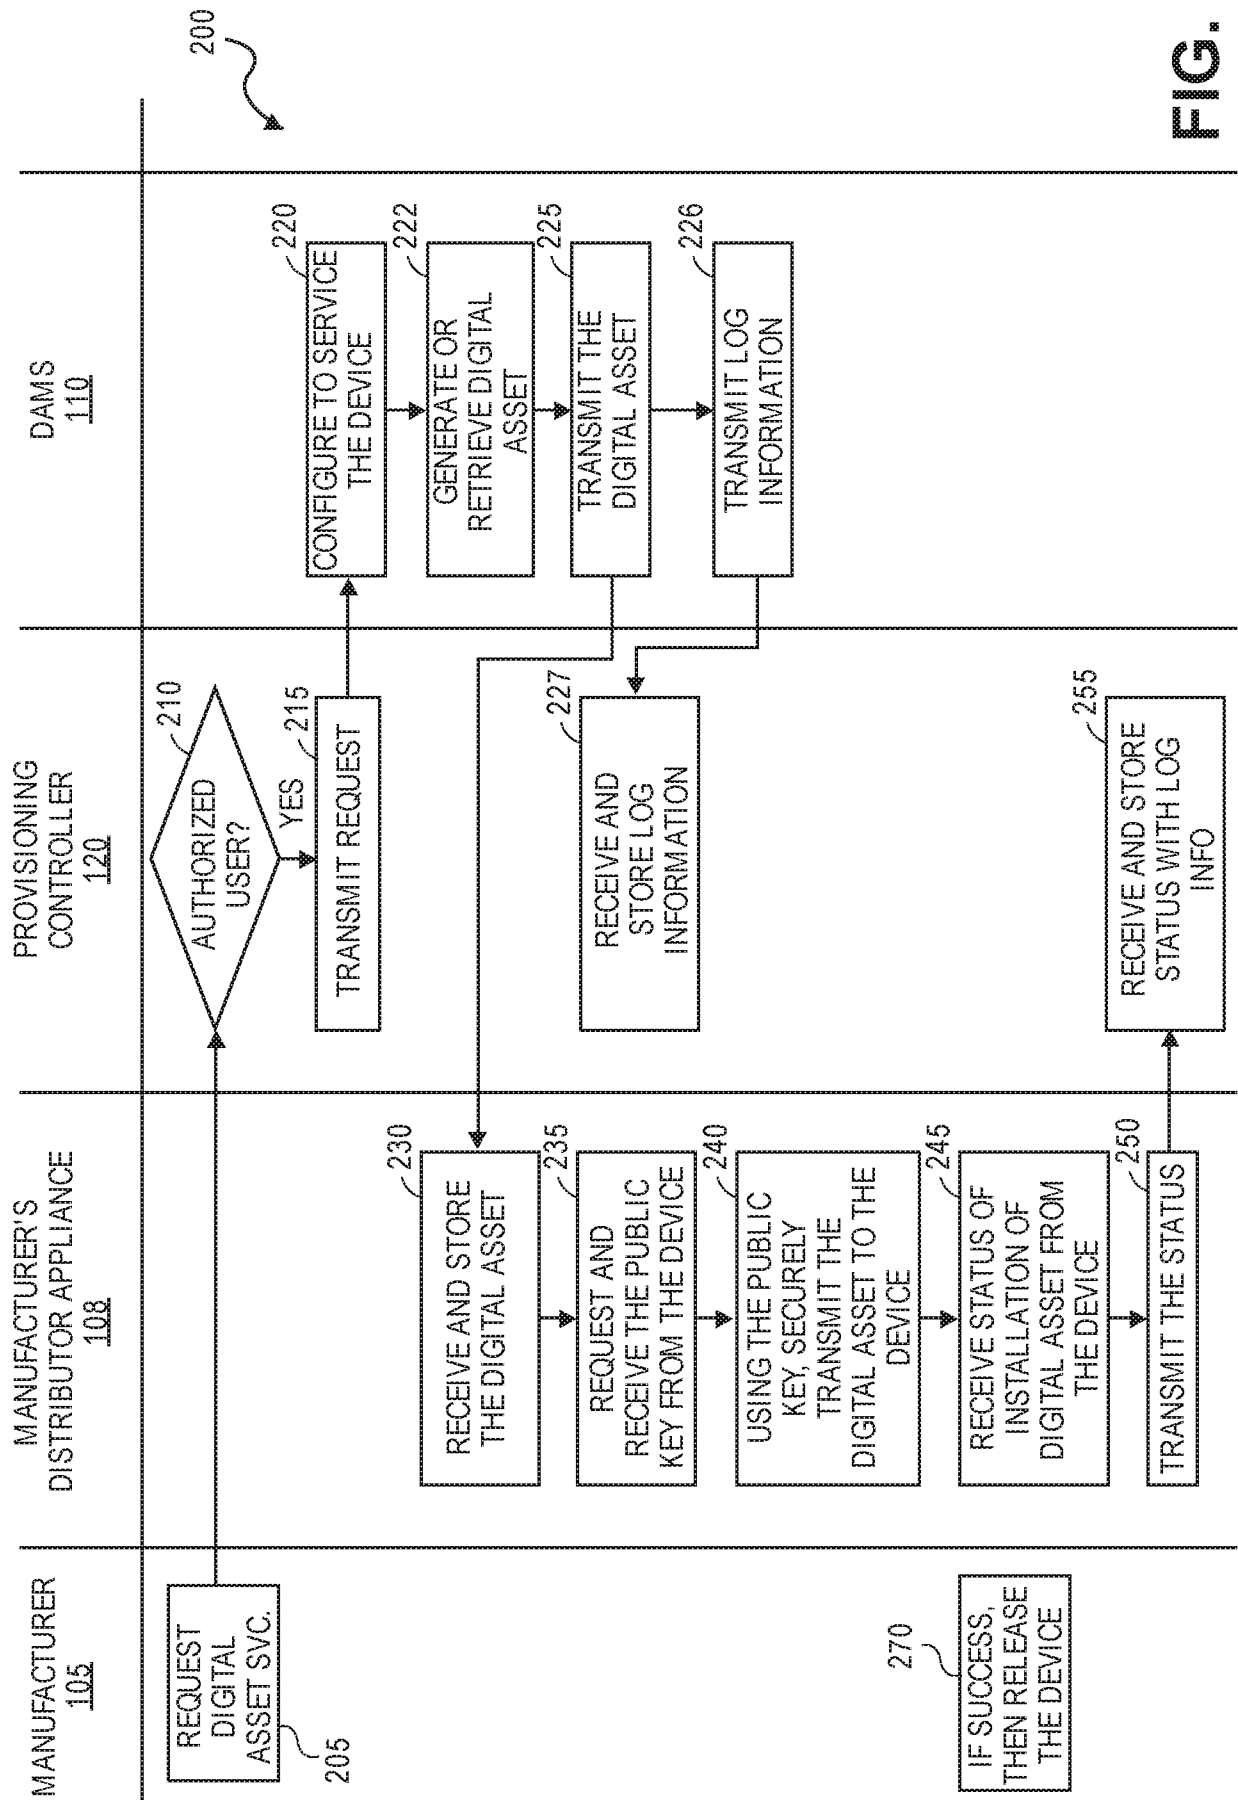 MANUFACTURER
105
MANUFACTURER'S
DISTRIBUTOR APPLIANCE
108
PROVISIONING
CONTROLLER
120
DAMS
110
200
REQUEST
DIGITAL
ASSET SVC.
205
AUTHORIZED
USER?
210
YES
TRANSMIT REQUEST
215
CONFIGURE TO SERVICE
THE DEVICE
220
GENERATE OR
RETRIEVE DIGITAL
ASSET
222
TRANSMIT THE
DIGITAL ASSET
225
TRANSMIT LOG
INFORMATION
226
RECEIVE AND
STORE LOG
INFORMATION
227
RECEIVE AND STORE
THE DIGITAL ASSET
230
REQUEST AND
RECEIVE THE PUBLIC
KEY FROM THE DEVICE
235
USING THE PUBLIC
KEY, SECURELY
TRANSMIT THE
DIGITAL ASSET TO THE
DEVICE
240
RECEIVE STATUS OF
INSTALLATION OF
DIGITAL ASSET FROM
THE DEVICE
245
TRANSMIT THE STATUS
250
RECEIVE AND STORE
STATUS WITH LOG
INFO
255
IF SUCCESS,
THEN RELEASE
THE DEVICE
270
FIG.